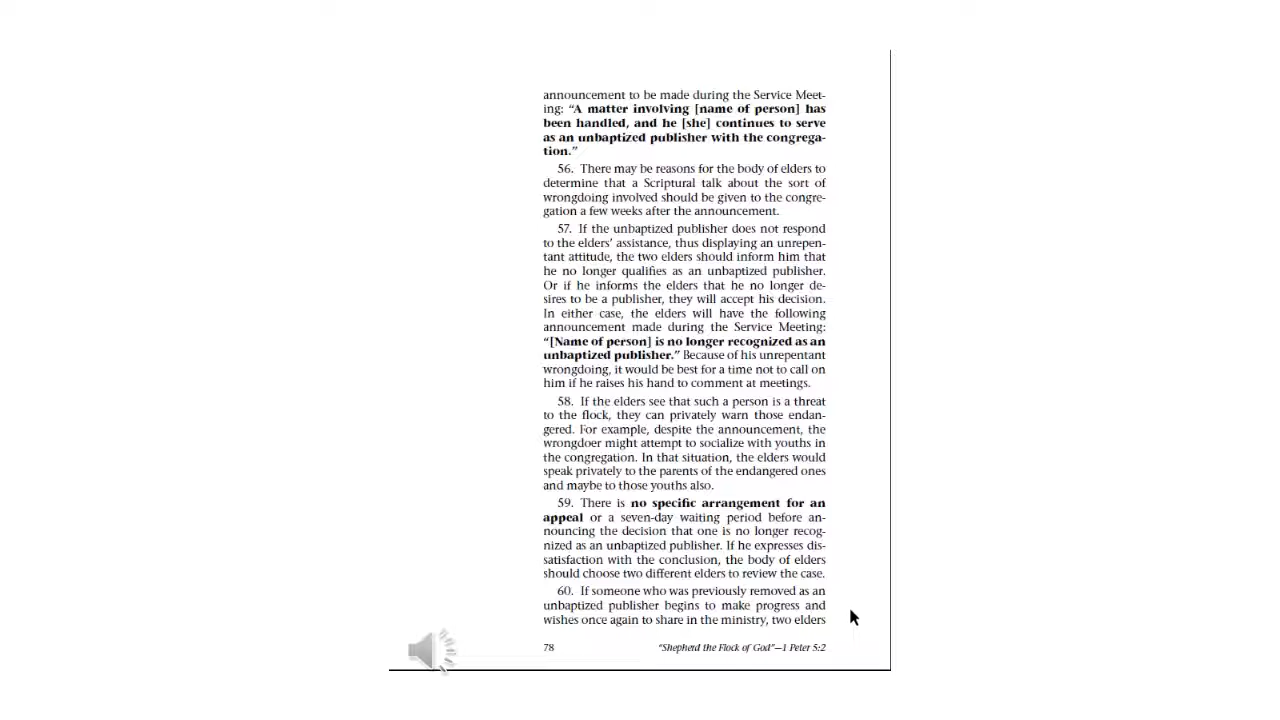 announcement to be made during the Service Meet-
ing: “A matter involving [name of person] has
been handled, and he [she] continues to serve
as an unbaptized publisher with the congrega-
tion.”
56. There may be reasons for the body of elders to
determine that a Scriptural talk about the sort of
wrongdoing involved should be given to the congre-
gation a few weeks after the announcement.
57. If the unbaptized publisher does not respond
to the elders’ assistance, thus displaying an unrepen-
tant attitude, the two elders should inform him that
he no longer qualifies as an unbaptized publisher.
Or if he informs the elders that he no longer de-
sires to be a publisher, they will accept his decision.
In either case, the elders will have the following
announcement made during the Service Meeting:
“[Name of person] is no longer recognized as an
unbaptized publisher.” Because of his unrepentant
wrongdoing, it would be best for a time not to call on
him if he raises his hand to comment at meetings.
58. If the elders see that such a person is a threat
to the flock, they can privately warn those endan-
gered. For example, despite the announcement, the
wrongdoer might attempt to socialize with youths in
the congregation. In that situation, the elders would
speak privately to the parents of the endangered ones
and maybe to those youths also.
59. There is no specific arrangement for an
appeal or a seven-day waiting period before an-
nouncing the decision that one is no longer recog-
nized as an unbaptized publisher. If he expresses dis-
satisfaction with the conclusion, the body of elders
should choose two different elders to review the case.
60. If someone who was previously removed as an
unbaptized publisher begins to make progress and
wishes once again to share in the ministry, two elders
78 “Shepherd the Flock of God”—1 Peter 5:2